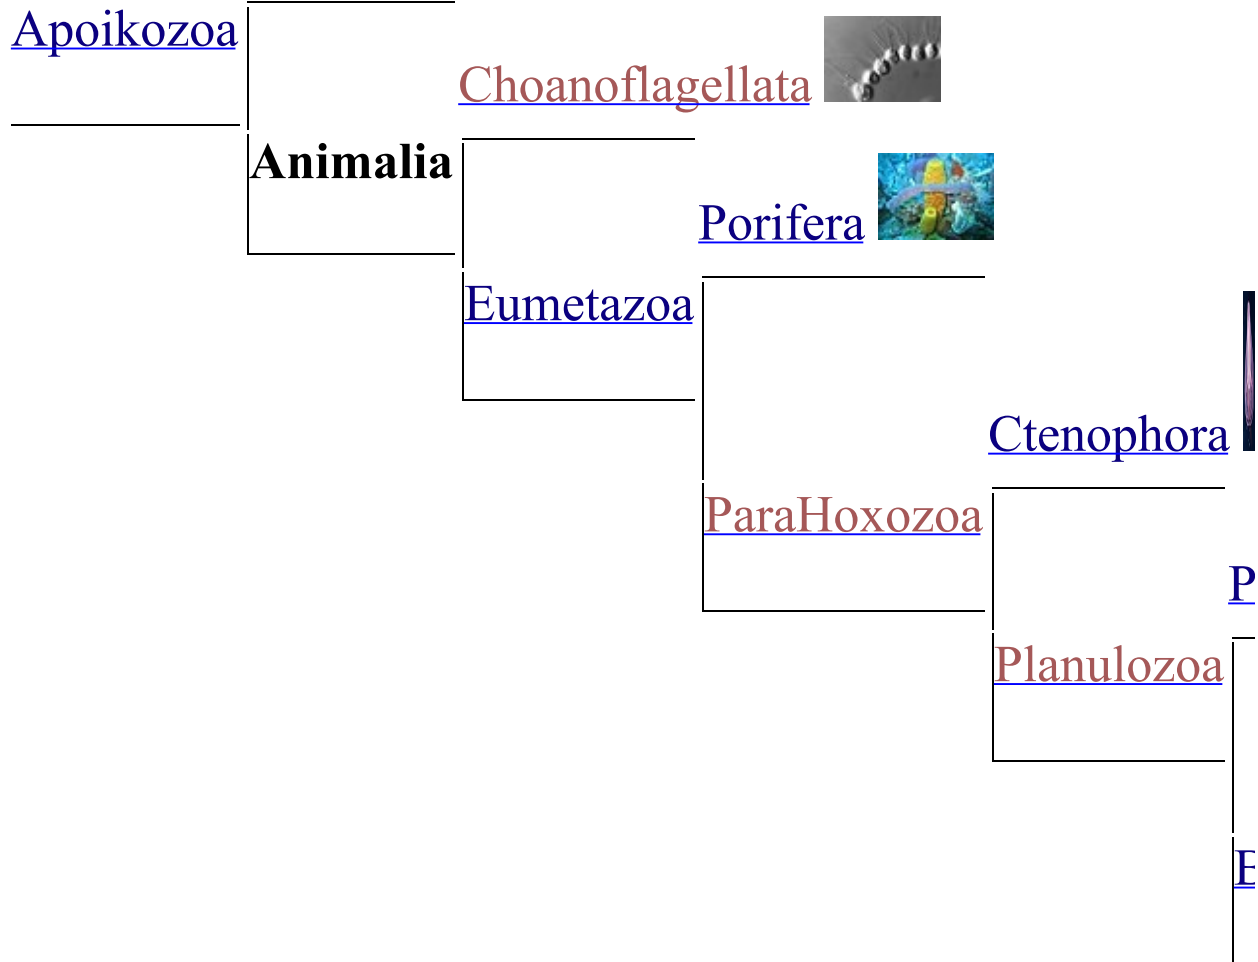 Apoikozoa
Choanoflagellata
Animalia
Porifera
Eumetazoa
Ctenophora
ParaHoxozoa
P
Planulozoa
B